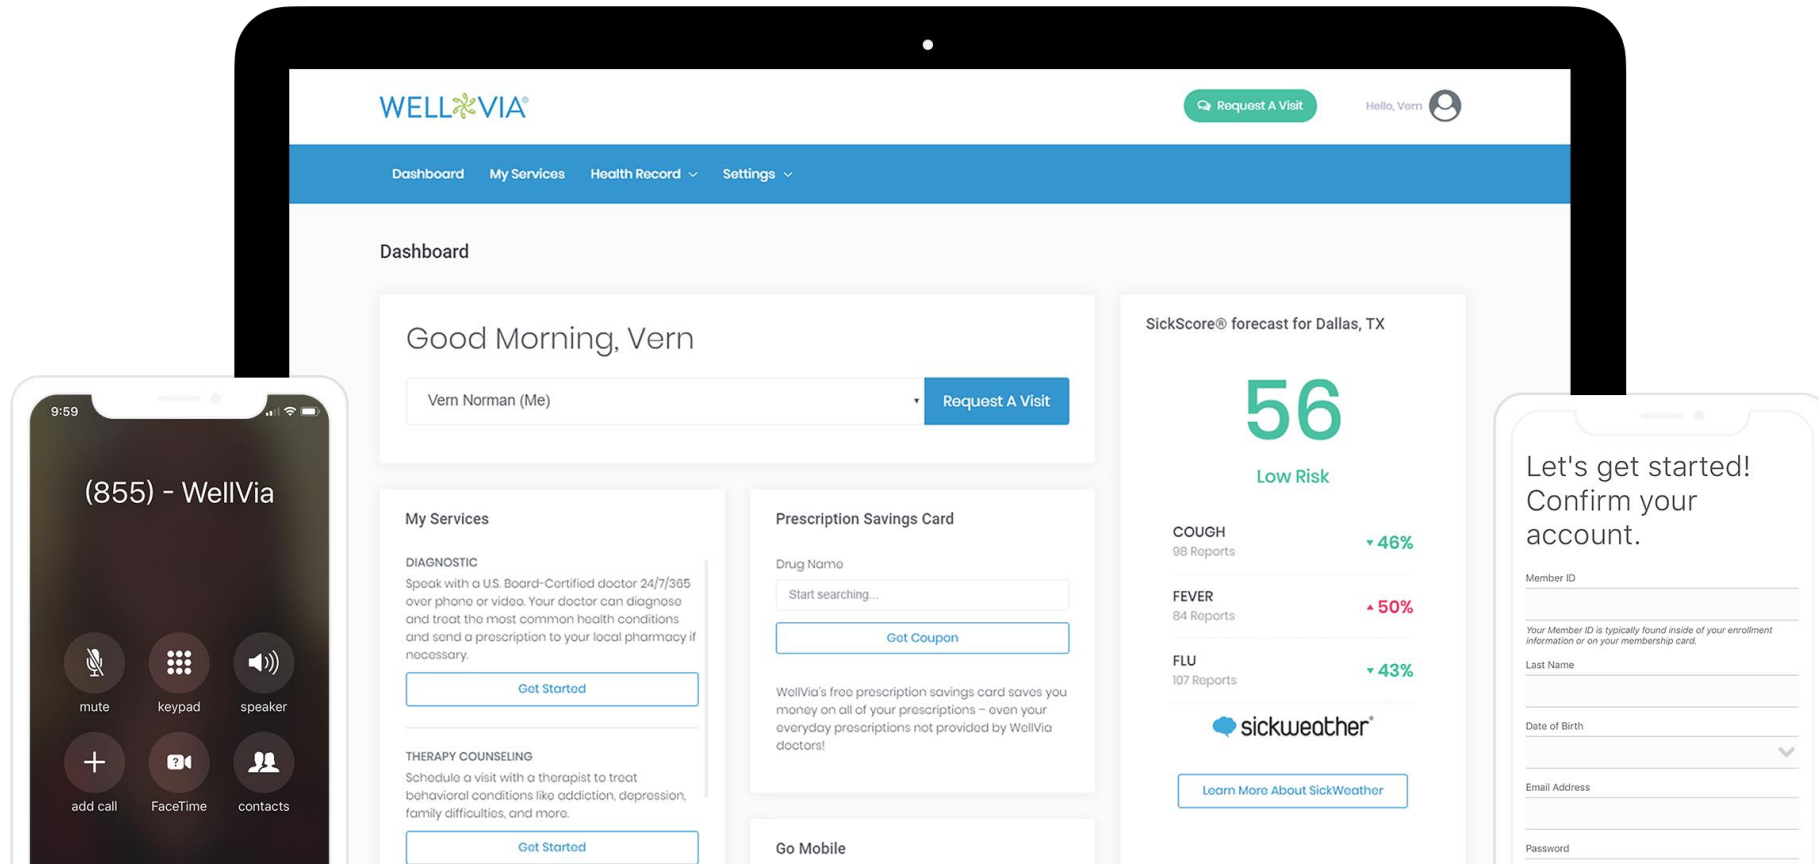 WELLVIA®
Request A Visit
Hello, Vern
Dashboard
My Services
Health Record
Settings
Dashboard
Good Morning, Vern
Vern Norman (Me)
Request A Visit
My Services
DIAGNOSTIC
Speak with a U.S. Board-Certified doctor 24/7/365
over phone or video. Your doctor can diagnose
and treat the most common health conditions
and send a prescription to your local pharmacy if
necessary.
Get Started
THERAPY COUNSELING
Schedule a visit with a therapist to treat
behavioral conditions like addiction, depression,
family difficulties, and more.
Get Started
Prescription Savings Card
Drug Name
Start searching...
Get Coupon
WellVia's free prescription savings card saves you
money on all of your prescriptions – even your
everyday prescriptions not provided by WellVia
doctors!
Go Mobile
SickScore® forecast for Dallas, TX
56
Low Risk
COUGH
98 Reports
46%
FEVER
84 Reports
50%
FLU
107 Reports
43%
sickweather®
Learn More About SickWeather
9:59
(855) - WellVia
mute
keypad
speaker
add call
FaceTime
contacts
Let's get started!
Confirm your
account.
Member ID
Your Member ID is typically found inside of your enrollment
information or on your membership card.
Last Name
Date of Birth
Email Address
Password